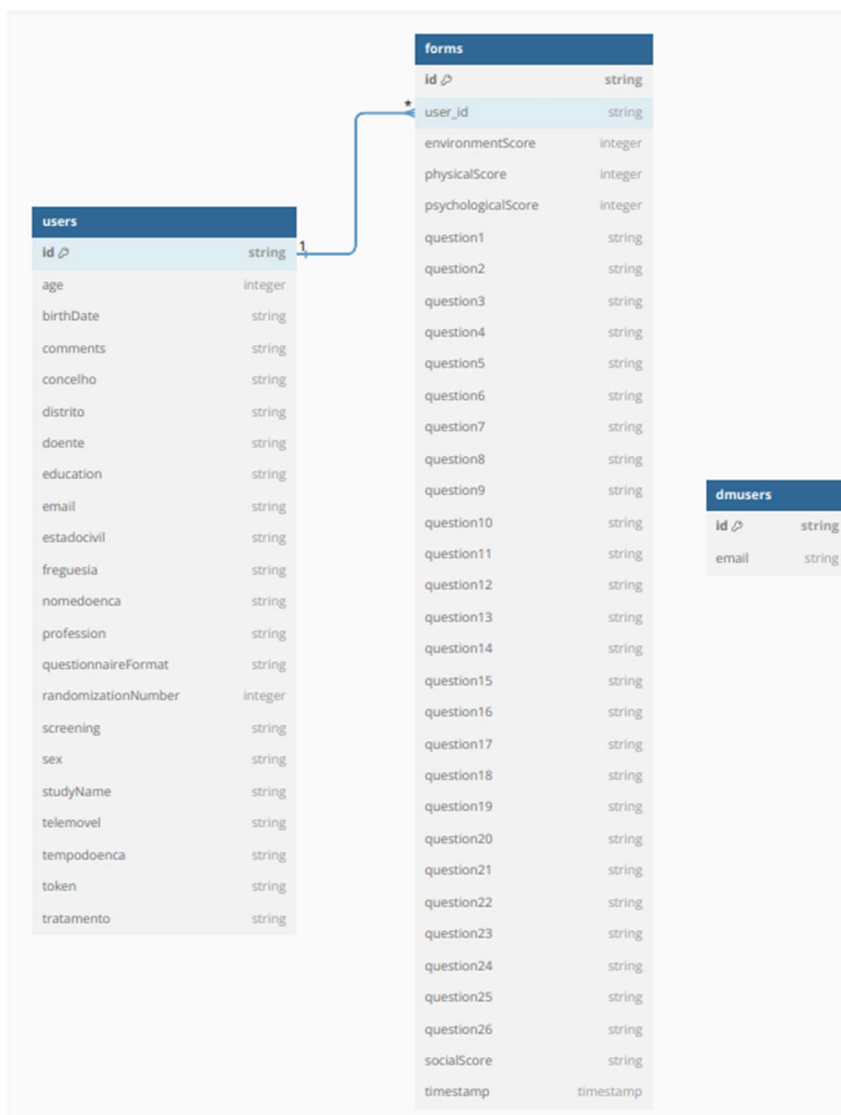 users
id string
age integer
birthDate string
comments string
concelho string
distrito string
doente string
education string
email string
estadocivil string
freguesia string
nomedoenca string
profession string
questionnaireFormat string
randomizationNumber integer
screening string
sex string
studyName string
telemovel string
tempodoenca string
token string
tratamento string
1
*
forms
id string
user_id string
environmentScore integer
physicalScore integer
psychologicalScore integer
question1 string
question2 string
question3 string
question4 string
question5 string
question6 string
question7 string
question8 string
question9 string
question10 string
question11 string
question12 string
question13 string
question14 string
question15 string
question16 string
question17 string
question18 string
question19 string
question20 string
question21 string
question22 string
question23 string
question24 string
question25 string
question26 string
socialScore string
timestamp timestamp
dmusers
id string
email string